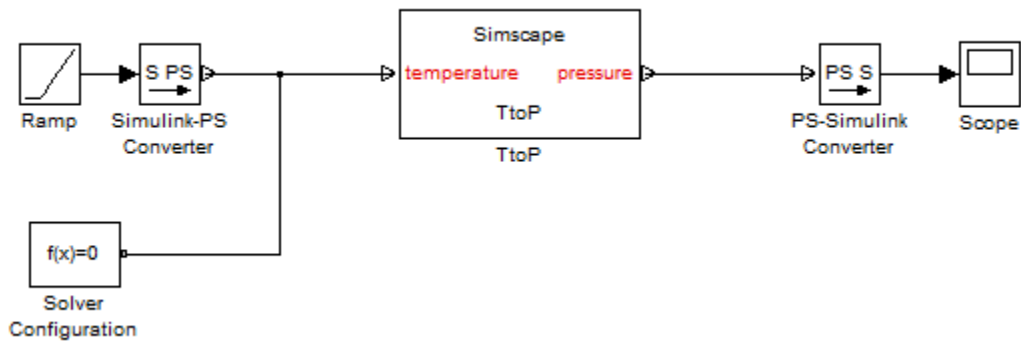 Simscape
S PS
temperature
pressure
PS S
Ramp
Simulink-PS
Converter
TtoP
TtoP
PS-Simulink
Converter
Scope
f(x)=0
Solver
Configuration